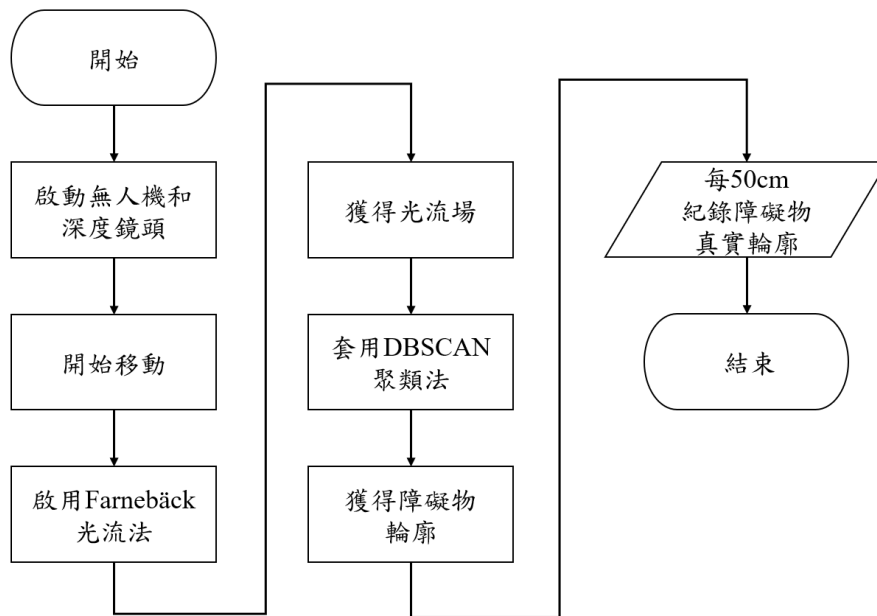 開始
啟動無人機和
深度鏡頭
開始移動
啟用Farnebäck
光流法
獲得光流場
套用DBSCAN
聚類法
獲得障礙物
輪廓
每50cm
紀錄障礙物
真實輪廓
結束